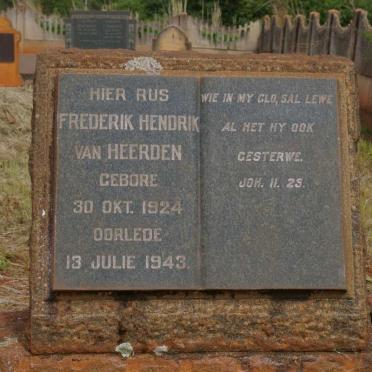 HIER RUS
FREDERIK HENDRIK
VAN HEERDEN
GEBORE
30 OKT. 1924
OORLEDE
13 JULIE 1943.
WIE IN MY GLO, SAL LEWE
AL HET HY OOK
GESTERWE.
JOH. 11. 25.